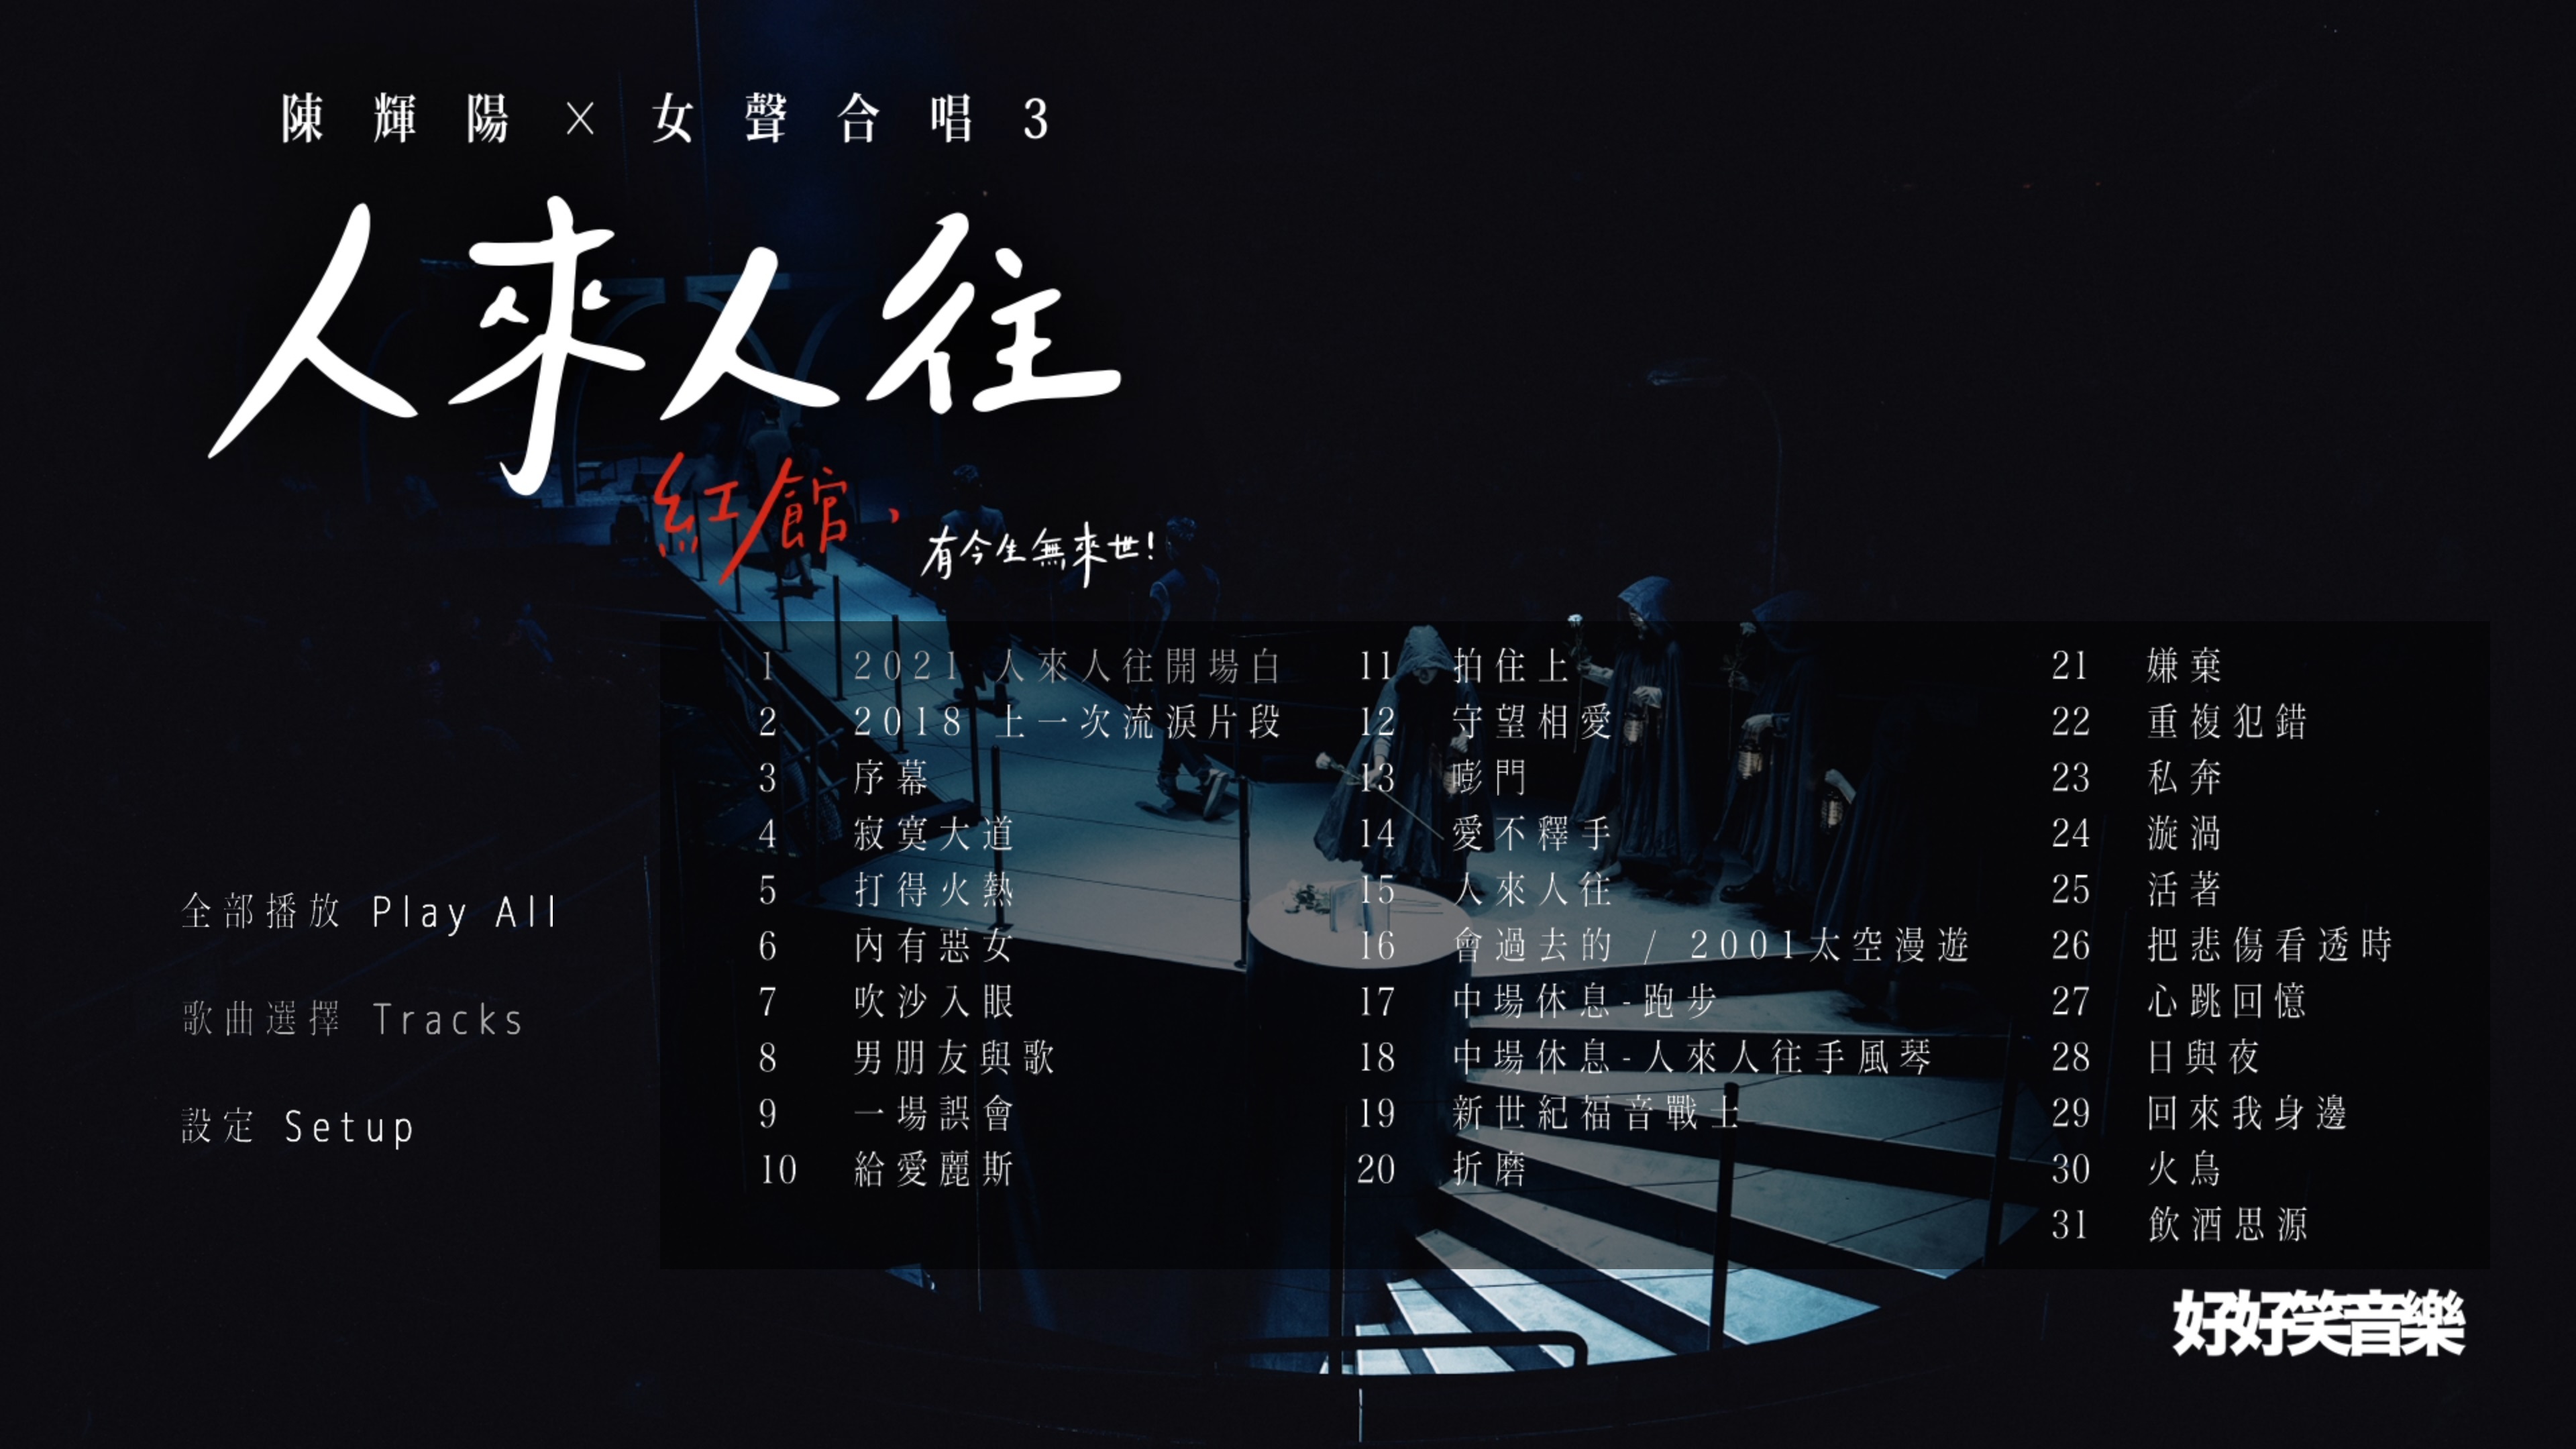 陳輝陽×女聲合唱3
人來人往
紅館，
有今生無來世！
全部播放 Play All
歌曲選擇 Tracks
設定 Setup
1 2021 人來人往開場白
2 2018 上一次流淚片段
3 序幕
4 寂寞大道
5 打得火熱
6 內有惡女
7 吹沙入眼
8 男朋友與歌
9 一場誤會
10 給愛麗斯
11 拍住上
12 守望相愛
13 嘭門
14 愛不釋手
15 人來人往
16 會過去的 / 2001太空漫遊
17 中場休息-跑步
18 中場休息-人來人往手風琴
19 新世紀福音戰士
20 折磨
21 嫌棄
22 重複犯錯
23 私奔
24 漩渦
25 活著
26 把悲傷看透時
27 心跳回憶
28 日與夜
29 回來我身邊
30 火鳥
31 飲酒思源
好好笑音樂